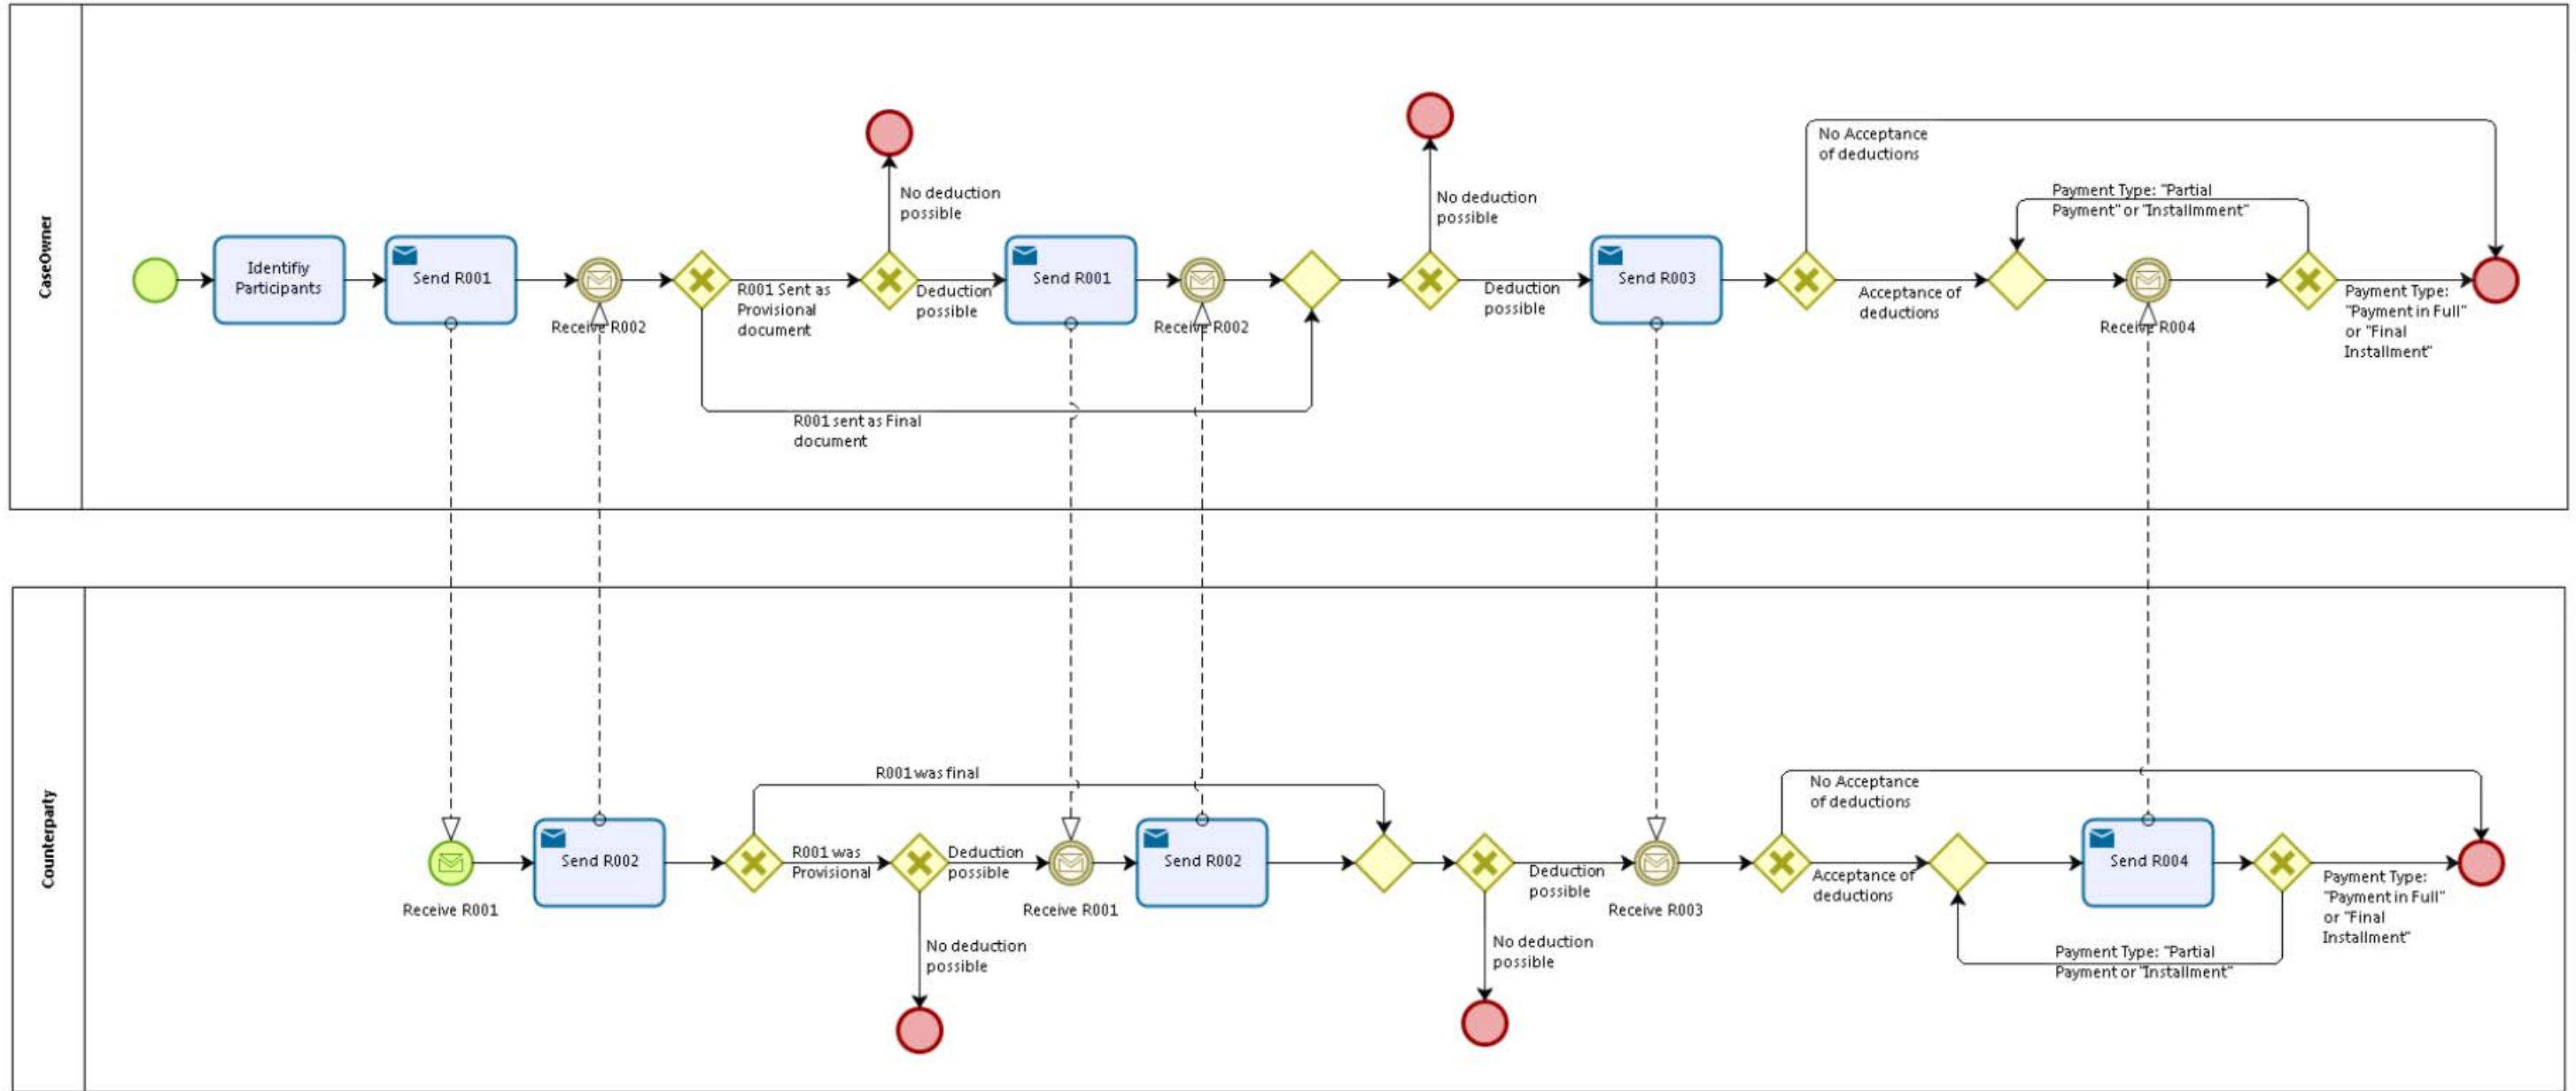 CaseOwner
Identifiy
Participants
Send R001
Receive R002
R001 Sent as
Provisional
document
R001 sent as Final
document
No deduction
possible
Deduction
possible
Send R001
Receive R002
No deduction
possible
Deduction
possible
Send R003
No Acceptance
of deductions
Acceptance of
deductions
Payment Type: "Partial
Payment" or "Installmment"
Receive R004
Payment Type:
"Payment in Full"
or "Final
Installment"
Counterparty
Receive R001
Send R002
R001 was final
R001 was
Provisional
Deduction
possible
No deduction
possible
Receive R001
Send R002
Deduction
possible
No deduction
possible
Receive R003
No Acceptance
of deductions
Acceptance of
deductions
Send R004
Payment Type: "Partial
Payment or "Installment"
Payment Type:
"Payment in Full"
or "Final
Installment"